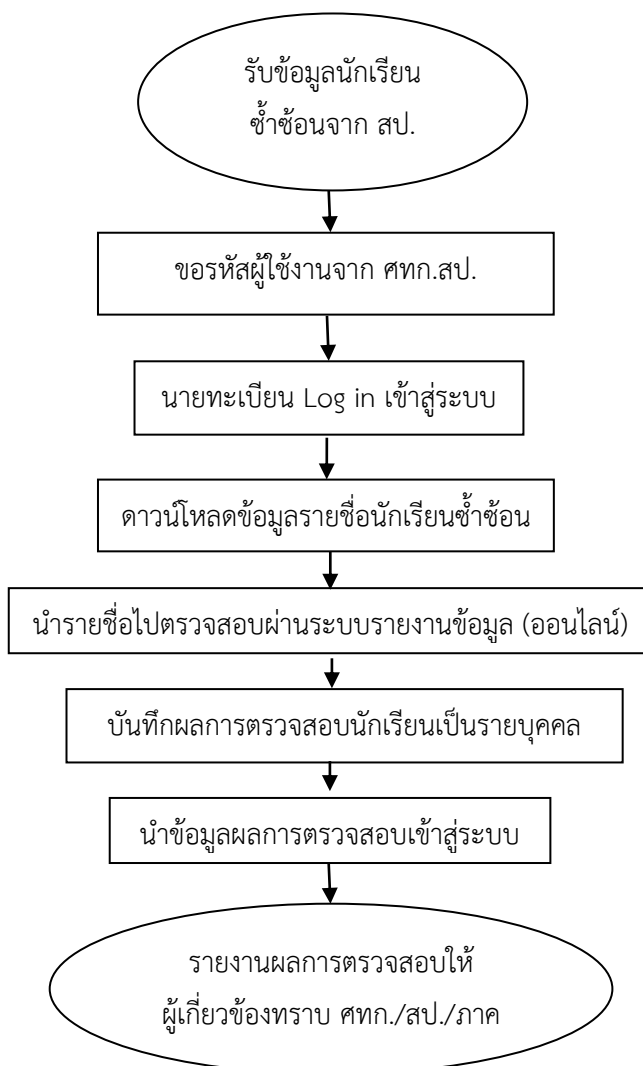 รับข้อมูลนักเรียน
ซ้ำซ้อนจาก สป.
ขอรหัสผู้ใช้งานจาก ศทก.สป.
นายทะเบียน Log in เข้าสู่ระบบ
ดาวน์โหลดข้อมูลรายชื่อนักเรียนซ้ำซ้อน
นำรายชื่อไปตรวจสอบผ่านระบบรายงานข้อมูล (ออนไลน์)
บันทึกผลการตรวจสอบนักเรียนเป็นรายบุคคล
นำข้อมูลผลการตรวจสอบเข้าสู่ระบบ
รายงานผลการตรวจสอบให้
ผู้เกี่ยวข้องทราบ ศทก./สป./ภาค